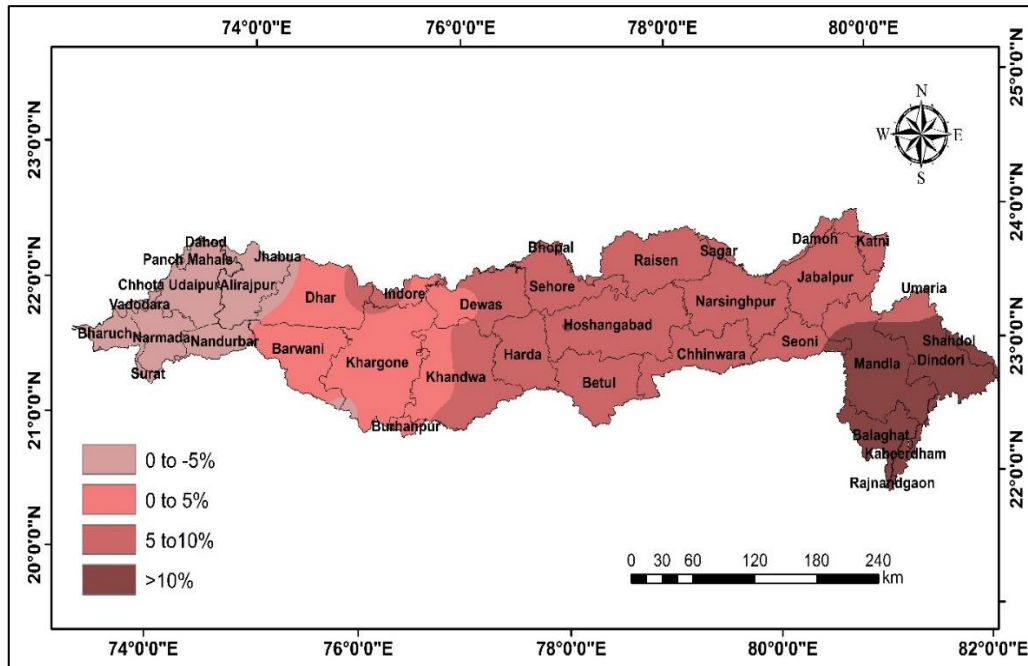 74°0'0"E 76°0'0"E 78°0'0"E 80°0'0"E
25°0'0"N
24°0'0"N
23°0'0"N
22°0'0"N
23°0'0"N
22°0'0"N
21°0'0"N
20°0'0"N
N
W E
S
Dahod
Panch Mahals
Jhabua
Chhota Udaipur
Alirajpur
Vadodara
Bharuch
Narmada
Nandurbar
Surat
Dhar
Indore
Barwani
Khargone
Khandwa
Burhanpur
Dewas
Bhopal
Sehore
Raisen
Sagar
Hoshangabad
Harda
Betul
Narsinghpur
Chhinwara
Damoh
Katni
Jabalpur
Seoni
Umaria
Shahdol
Dindori
Mandla
Balaghat
Kabeerdham
Rajnandgaon
0 to -5%
0 to 5%
5 to10%
>10%
0 30 60 120 180 240
km
74°0'0"E 76°0'0"E 78°0'0"E 80°0'0"E 82°0'0"E